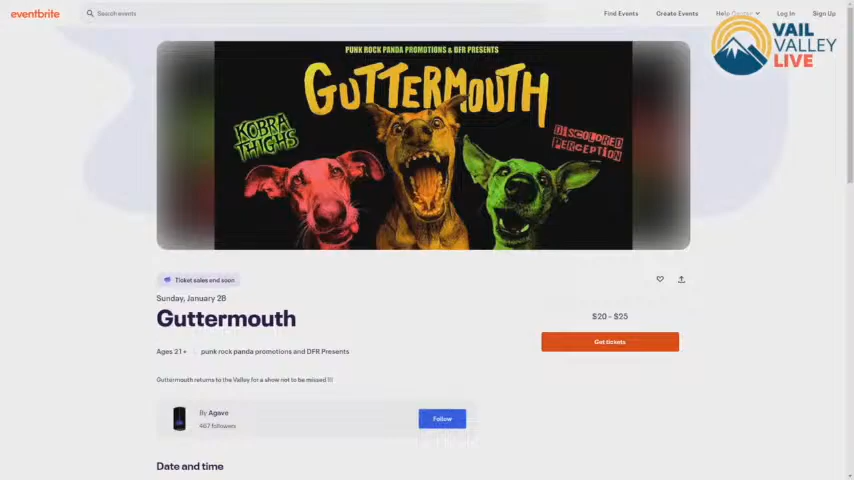 eventbrite
Search events
Find Events
Create Events
Help Center
Log In
Sign Up
VAIL
VALLEY
LIVE
PUNK ROCK PANDA PROMOTIONS & DFR PRESENTS
GUTTERMOUTH
KOBRA
THIGHS
DISCOLORED
PERCEPTION
Ticket sales end soon
Sunday, January 28
Guttermouth
$20 – $25
Get tickets
Ages 21+
punk rock panda promotions and DFR Presents
Guttermouth returns to the Valley for a show not to be missed !!!
By Agave
467 followers
Follow
Date and time